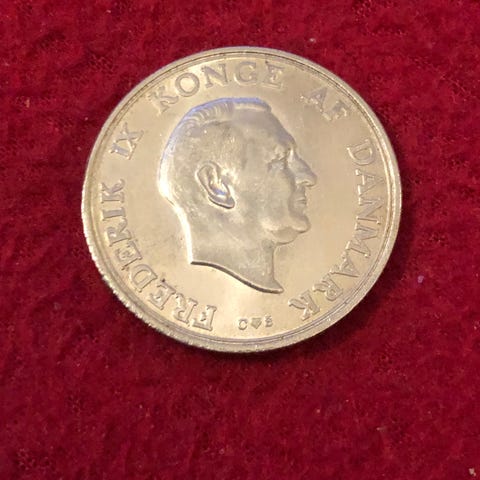 FREDERIK IX KONGE AF DANMARK
C♥S